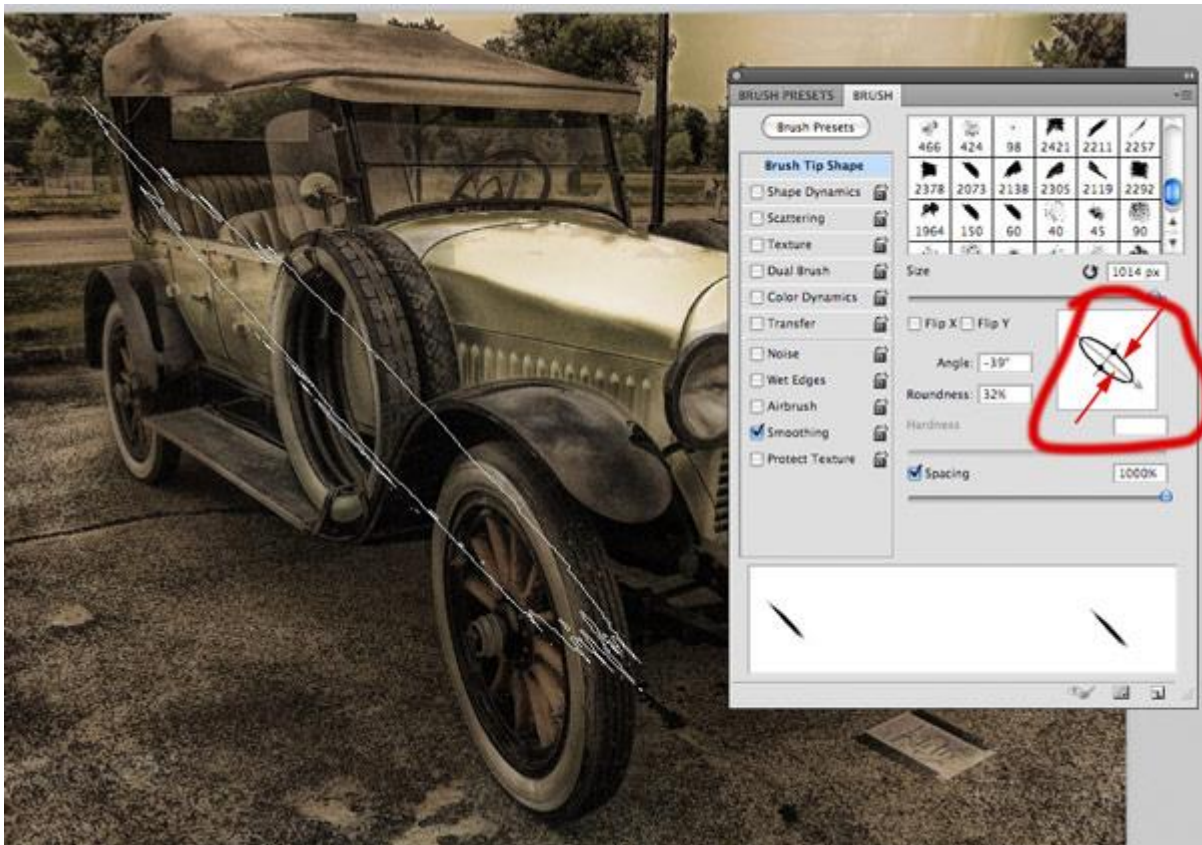 BRUSH PRESETS BRUSH
Brush Presets
Brush Tip Shape
Shape Dynamics
Scattering
Texture
Dual Brush
Color Dynamics
Transfer
Noise
Wet Edges
Airbrush
Smoothing
Protect Texture
466 424 98 2421 2211 2257
2378 2073 2138 2305 2119 2292
1964 150 60 40 45 90
Size 1014 px
Flip X Flip Y
Angle: -39°
Roundness: 32%
Hardness
Spacing 1000%